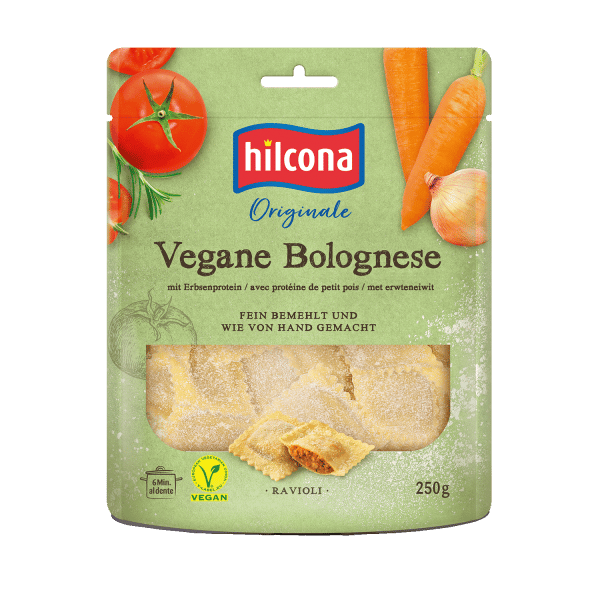 hilcona
Originale
Vegane Bolognese
mit Erbsenprotein / avec protéine de petit pois / met erwteneiwit
FEIN BEMEHLT UND
WIE VON HAND GEMACHT
6 Min.
al dente
VEGAN
· RAVIOLI ·
250g